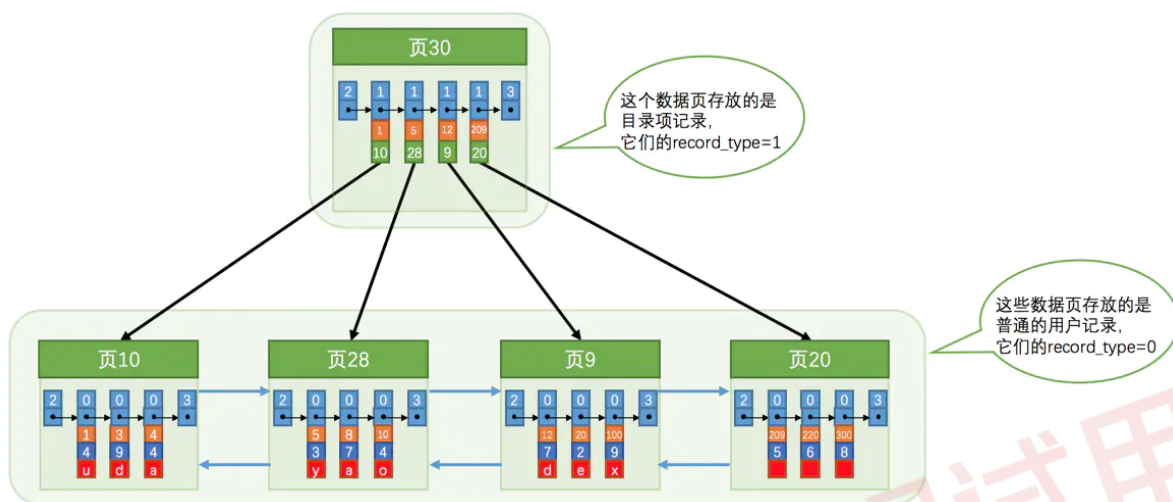 页30
2 1 1 1 1 3
1 5 12 209
10 28 9 20
这个数据页存放的是
目录项记录，
它们的record_type=1
这些数据页存放的是
普通的用户记录，
它们的record_type=0
页10
2 0 0 0 3
1 3 4
4 9 4
u d a
页28
2 0 0 0 3
5 8 10
3 7 4
y a o
页9
2 0 0 0 3
12 20 100
7 2 9
d e x
页20
2 0 0 0 3
209 220 300
5 6 8
试用